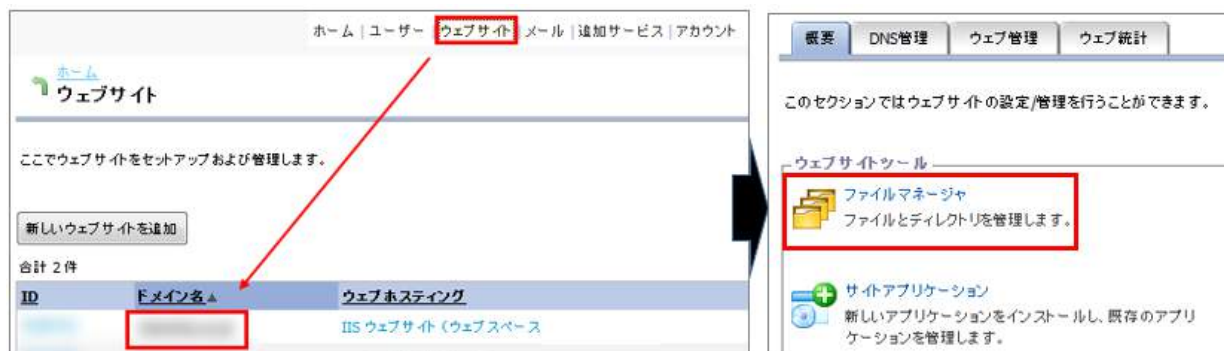 ホーム | ユーザー | ウェブサイト | メール | 追加サービス | アカウント
ホーム
ウェブサイト
ここでウェブサイトをセットアップおよび管理します。
新しいウェブサイトを追加
合計 2 件
ID ドメイン名▲ ウェブホスティング
IIS ウェブサイト (ウェブスペース
概要 DNS管理 ウェブ管理 ウェブ統計
このセクションではウェブサイトの設定/管理を行うことができます。
ウェブサイトツール
ファイルマネージャ
ファイルとディレクトリを管理します。
サイトアプリケーション
新しいアプリケーションをインストールし、既存のアプリ
ケーションを管理します。